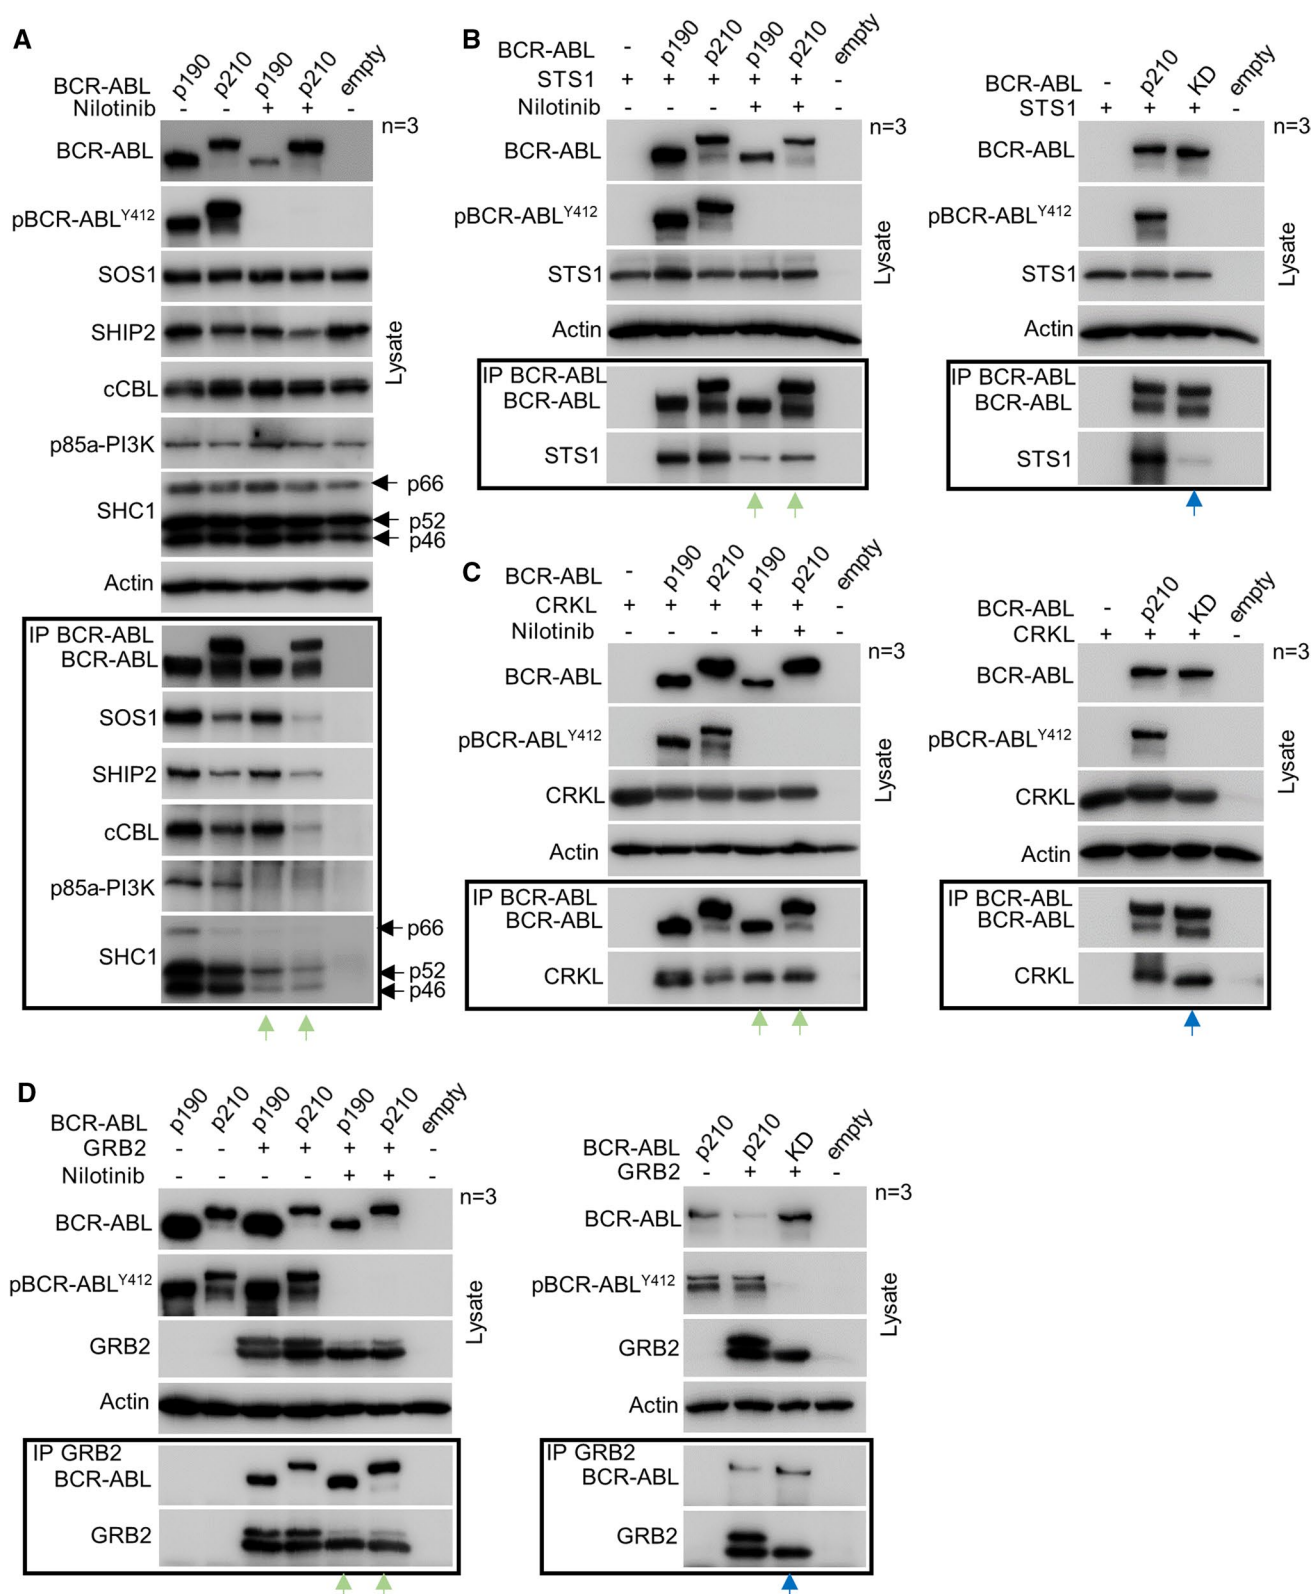 A
BCR-ABL p190 p210 p190 p210 empty
Nilotinib - - + + -
n=3
BCR-ABL
pBCR-ABLY412
SOS1
SHIP2
cCBL
p85a-PI3K
SHC1
p66
p52
p46
Actin
Lysate
IP BCR-ABL
BCR-ABL
SOS1
SHIP2
cCBL
p85a-PI3K
SHC1
p66
p52
p46
B
BCR-ABL - p190 p210 p190 p210 empty
STS1 + + + + + -
Nilotinib - - - + + -
n=3
BCR-ABL
pBCR-ABLY412
STS1
Actin
Lysate
IP BCR-ABL
BCR-ABL
STS1
BCR-ABL - p210 KD empty
STS1 + + + -
n=3
BCR-ABL
pBCR-ABLY412
STS1
Actin
Lysate
IP BCR-ABL
BCR-ABL
STS1
C
BCR-ABL - p190 p210 p190 p210 empty
CRKL + + + + + -
Nilotinib - - - + + -
n=3
BCR-ABL
pBCR-ABLY412
CRKL
Actin
Lysate
IP BCR-ABL
BCR-ABL
CRKL
BCR-ABL - p210 KD empty
CRKL + + + -
n=3
BCR-ABL
pBCR-ABLY412
CRKL
Actin
Lysate
IP BCR-ABL
BCR-ABL
CRKL
D
BCR-ABL p190 p210 p190 p210 p190 p210 empty
GRB2 - - + + + + -
Nilotinib - - - - + + -
n=3
BCR-ABL
pBCR-ABLY412
GRB2
Actin
Lysate
IP GRB2
BCR-ABL
GRB2
BCR-ABL p210 p210 KD empty
GRB2 - + + -
n=3
BCR-ABL
pBCR-ABLY412
GRB2
Actin
Lysate
IP GRB2
BCR-ABL
GRB2